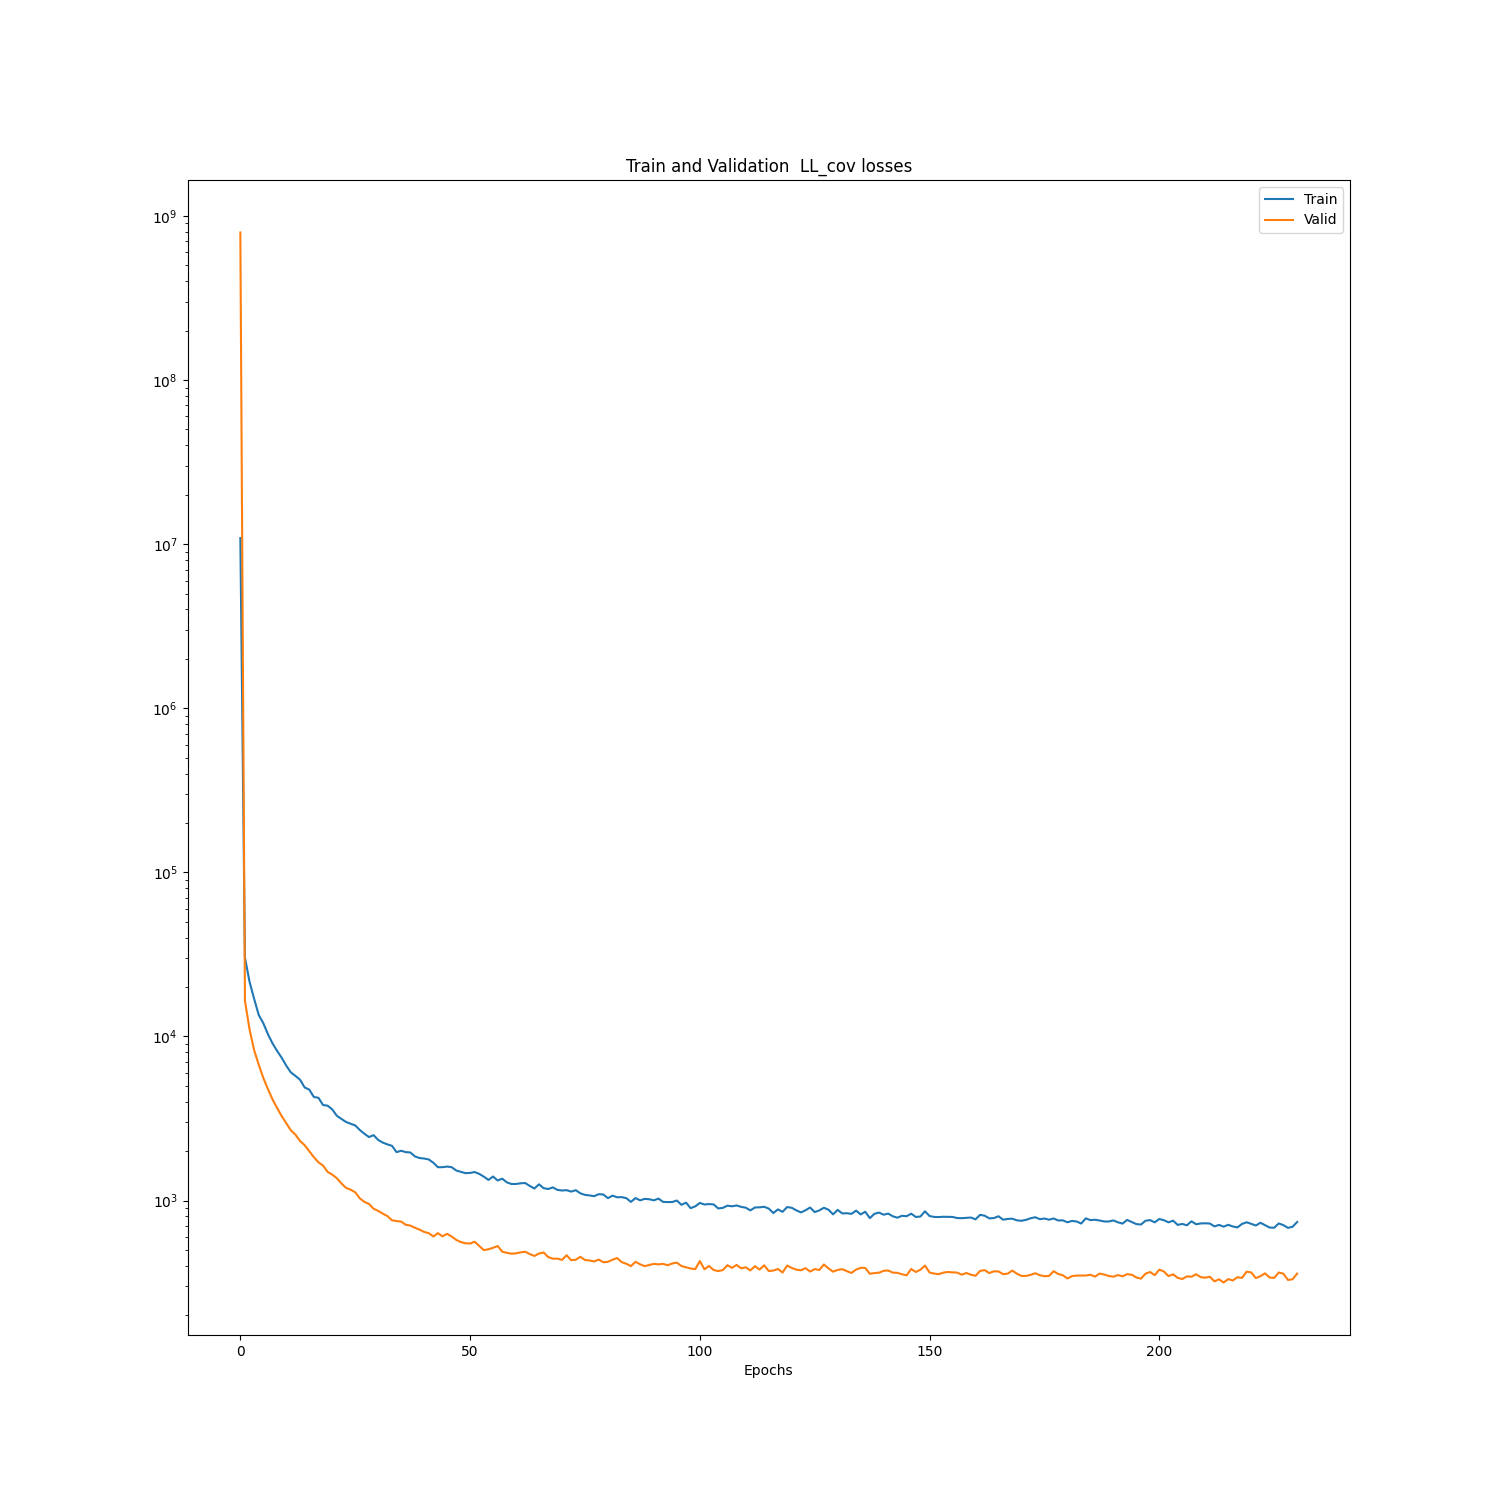 Train and Validation  LL_cov losses
Train
Valid
10⁹
10⁸
10⁷
10⁶
10⁵
10⁴
10³
0 50 100 150 200
Epochs